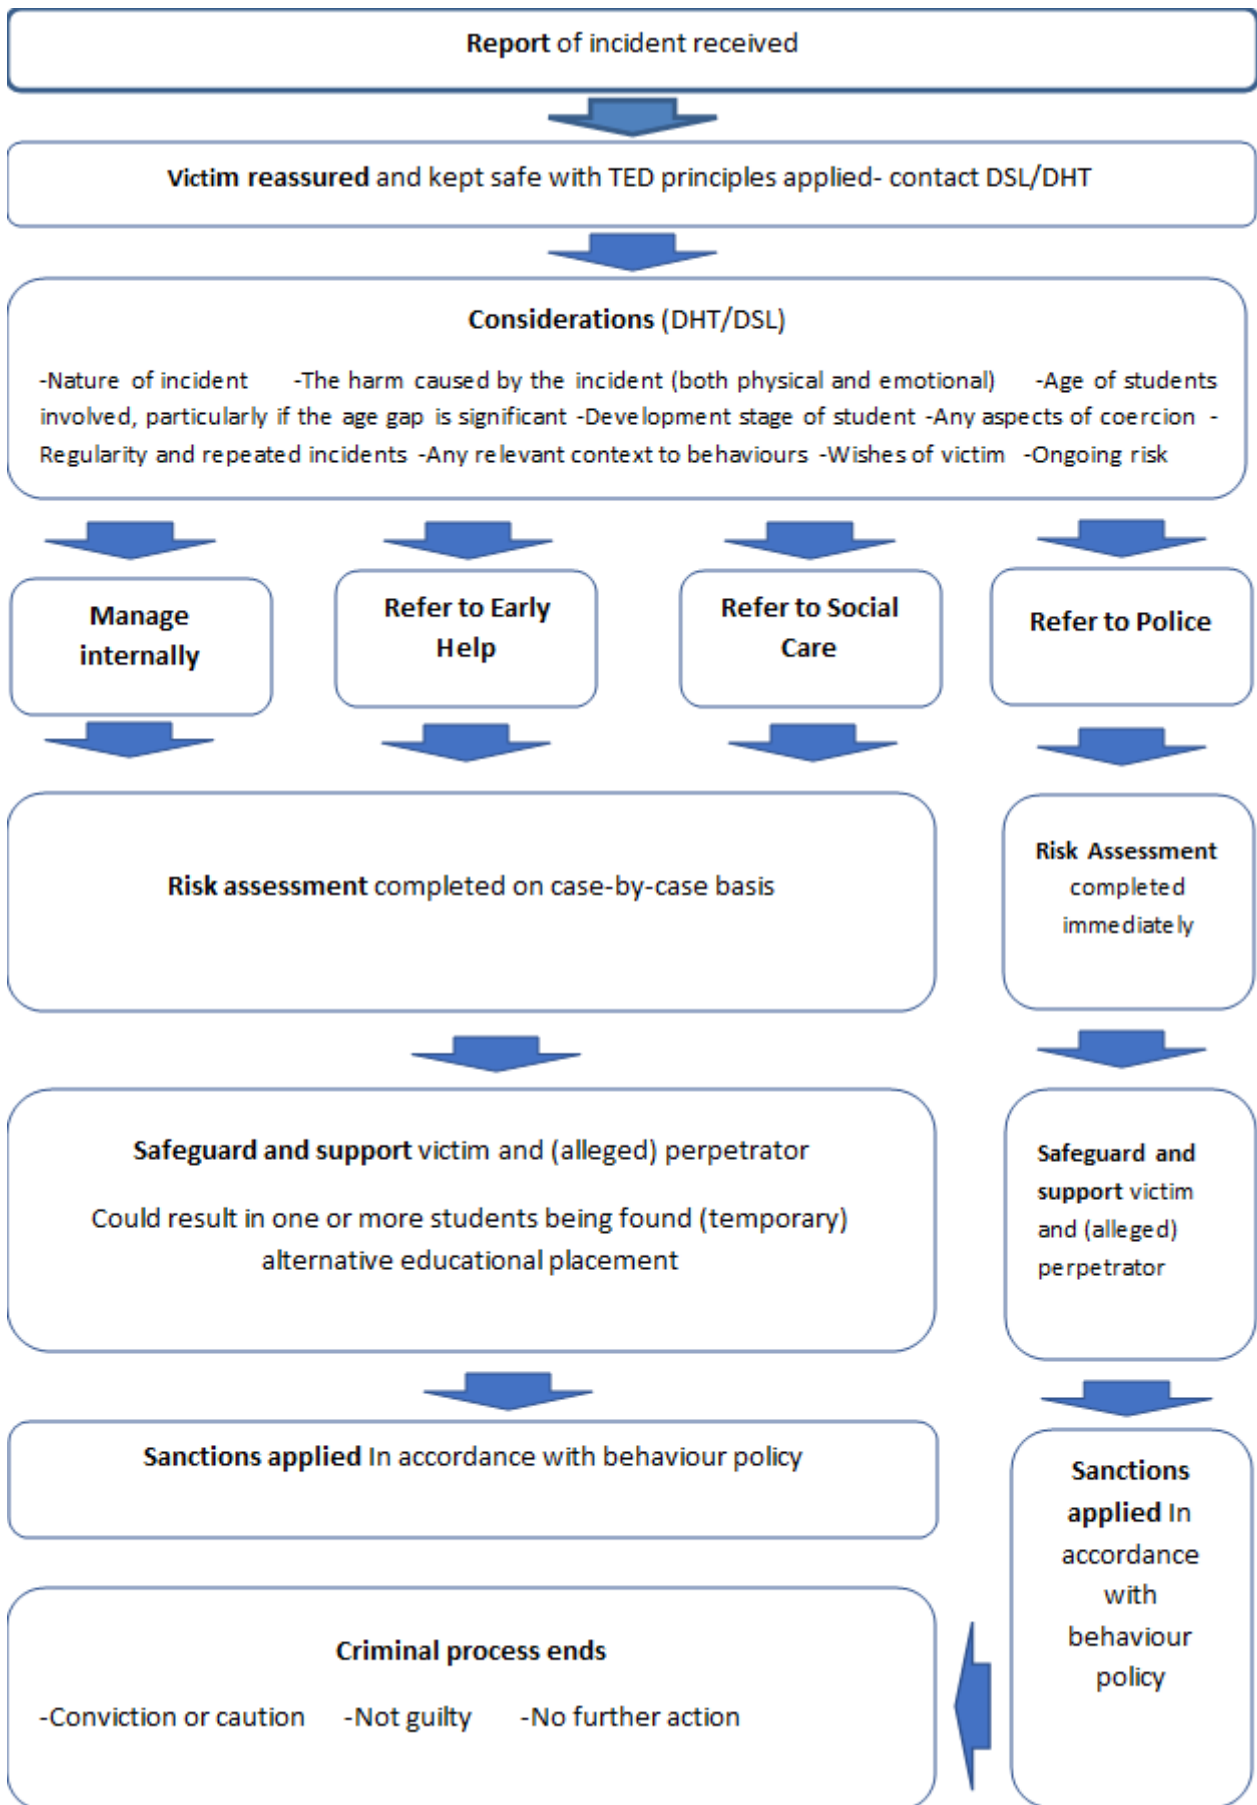 Report of incident received
Victim reassured and kept safe with TED principles applied- contact DSL/DHT
Considerations (DHT/DSL)
-Nature of incident -The harm caused by the incident (both physical and emotional) -Age of students
involved, particularly if the age gap is significant -Development stage of student -Any aspects of coercion -
Regularity and repeated incidents -Any relevant context to behaviours -Wishes of victim -Ongoing risk
Manage
internally
Refer to Early
Help
Refer to Social
Care
Refer to Police
Risk assessment completed on case-by-case basis
Risk Assessment
completed
immediately
Safeguard and support victim and (alleged) perpetrator
Could result in one or more students being found (temporary)
alternative educational placement
Safeguard and
support victim
and (alleged)
perpetrator
Sanctions applied In accordance with behaviour policy
Sanctions
applied In
accordance
with
behaviour
policy
Criminal process ends
-Conviction or caution -Not guilty -No further action